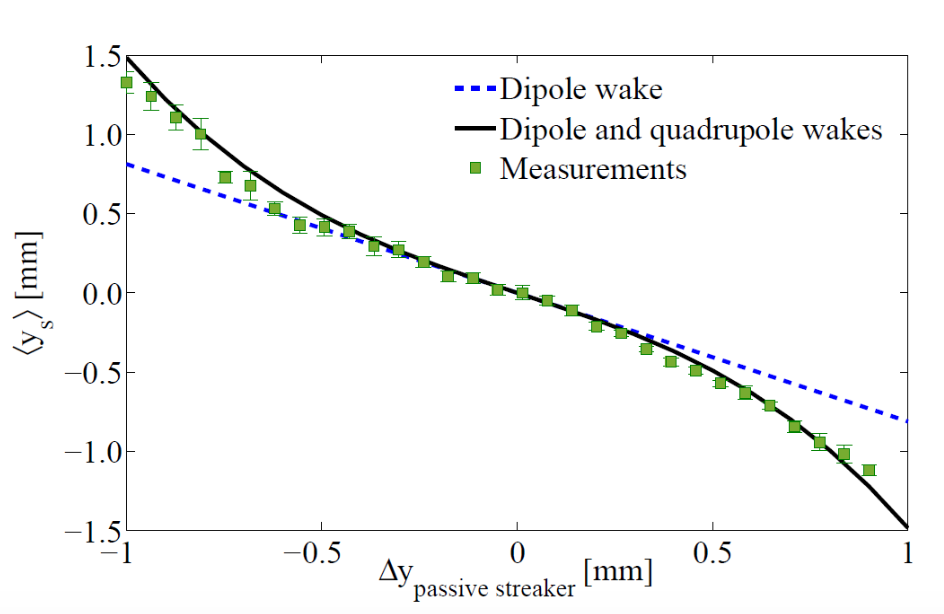 1.5
1.0
0.5
0.0
−0.5
−1.0
−1.5
⟨y_s⟩ [mm]
Dipole wake
Dipole and quadrupole wakes
Measurements
−1 −0.5 0 0.5 1
Δy_passive streaker [mm]